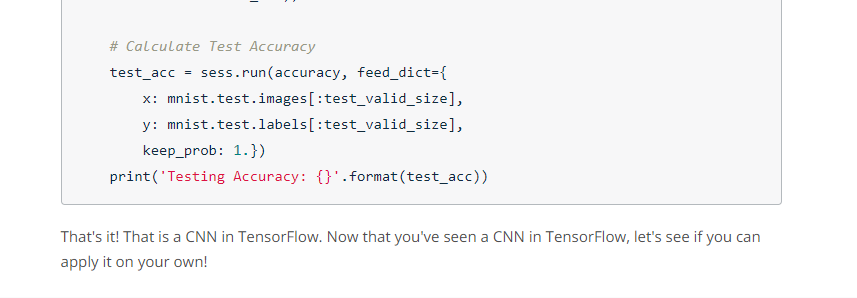 # Calculate Test Accuracy
test_acc = sess.run(accuracy, feed_dict={
x: mnist.test.images[:test_valid_size],
y: mnist.test.labels[:test_valid_size],
keep_prob: 1.})
print('Testing Accuracy: {}'.format(test_acc))
That's it! That is a CNN in TensorFlow. Now that you've seen a CNN in TensorFlow, let's see if you can
apply it on your own!